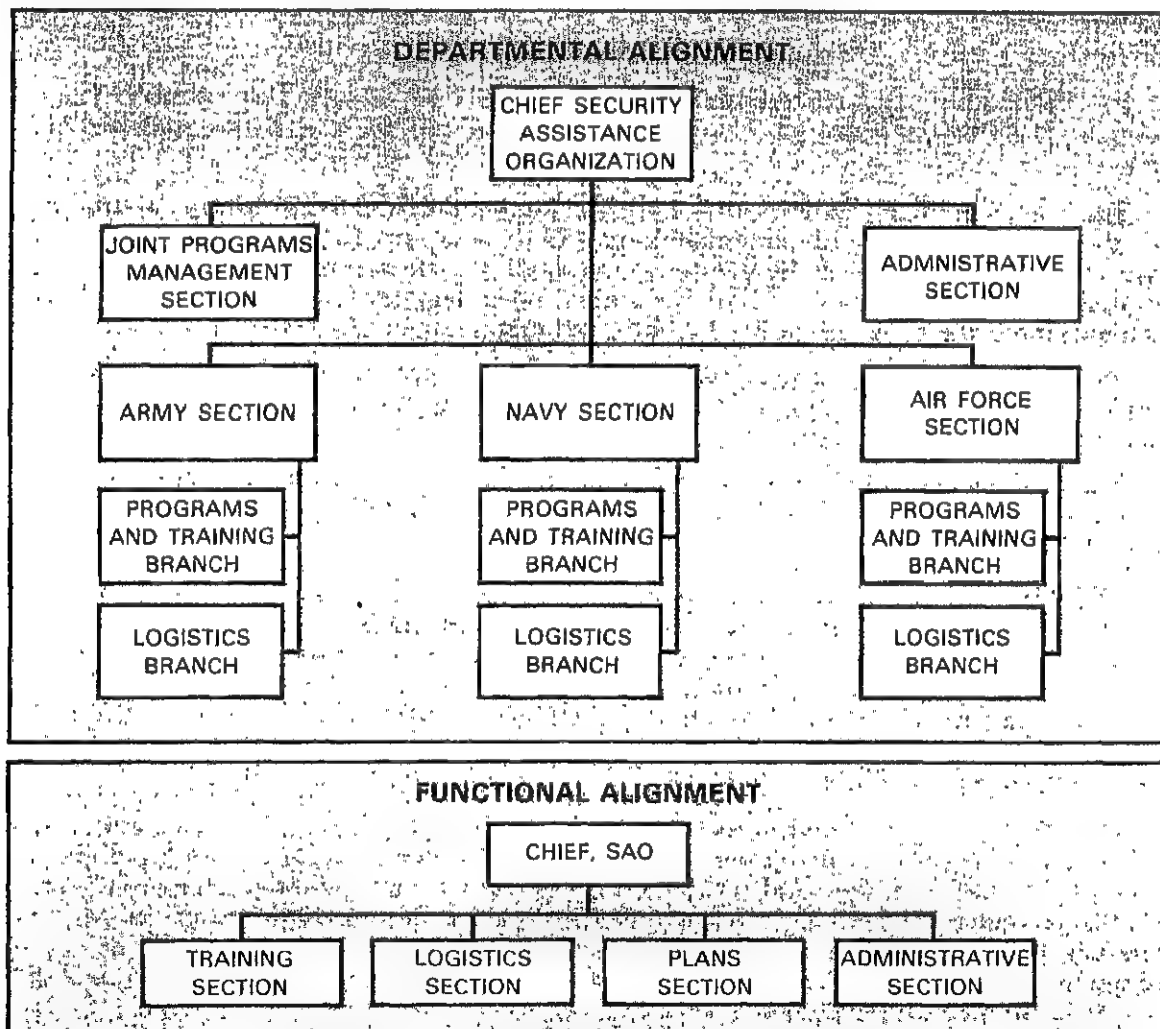 DEPARTMENTAL ALIGNMENT
CHIEF SECURITY
ASSISTANCE
ORGANIZATION
JOINT PROGRAMS
MANAGEMENT
SECTION
ADMNISTRATIVE
SECTION
ARMY SECTION
NAVY SECTION
AIR FORCE
SECTION
PROGRAMS
AND TRAINING
BRANCH
PROGRAMS
AND TRAINING
BRANCH
PROGRAMS
AND TRAINING
BRANCH
LOGISTICS
BRANCH
LOGISTICS
BRANCH
LOGISTICS
BRANCH
FUNCTIONAL ALIGNMENT
CHIEF, SAO
TRAINING
SECTION
LOGISTICS
SECTION
PLANS
SECTION
ADMINISTRATIVE
SECTION